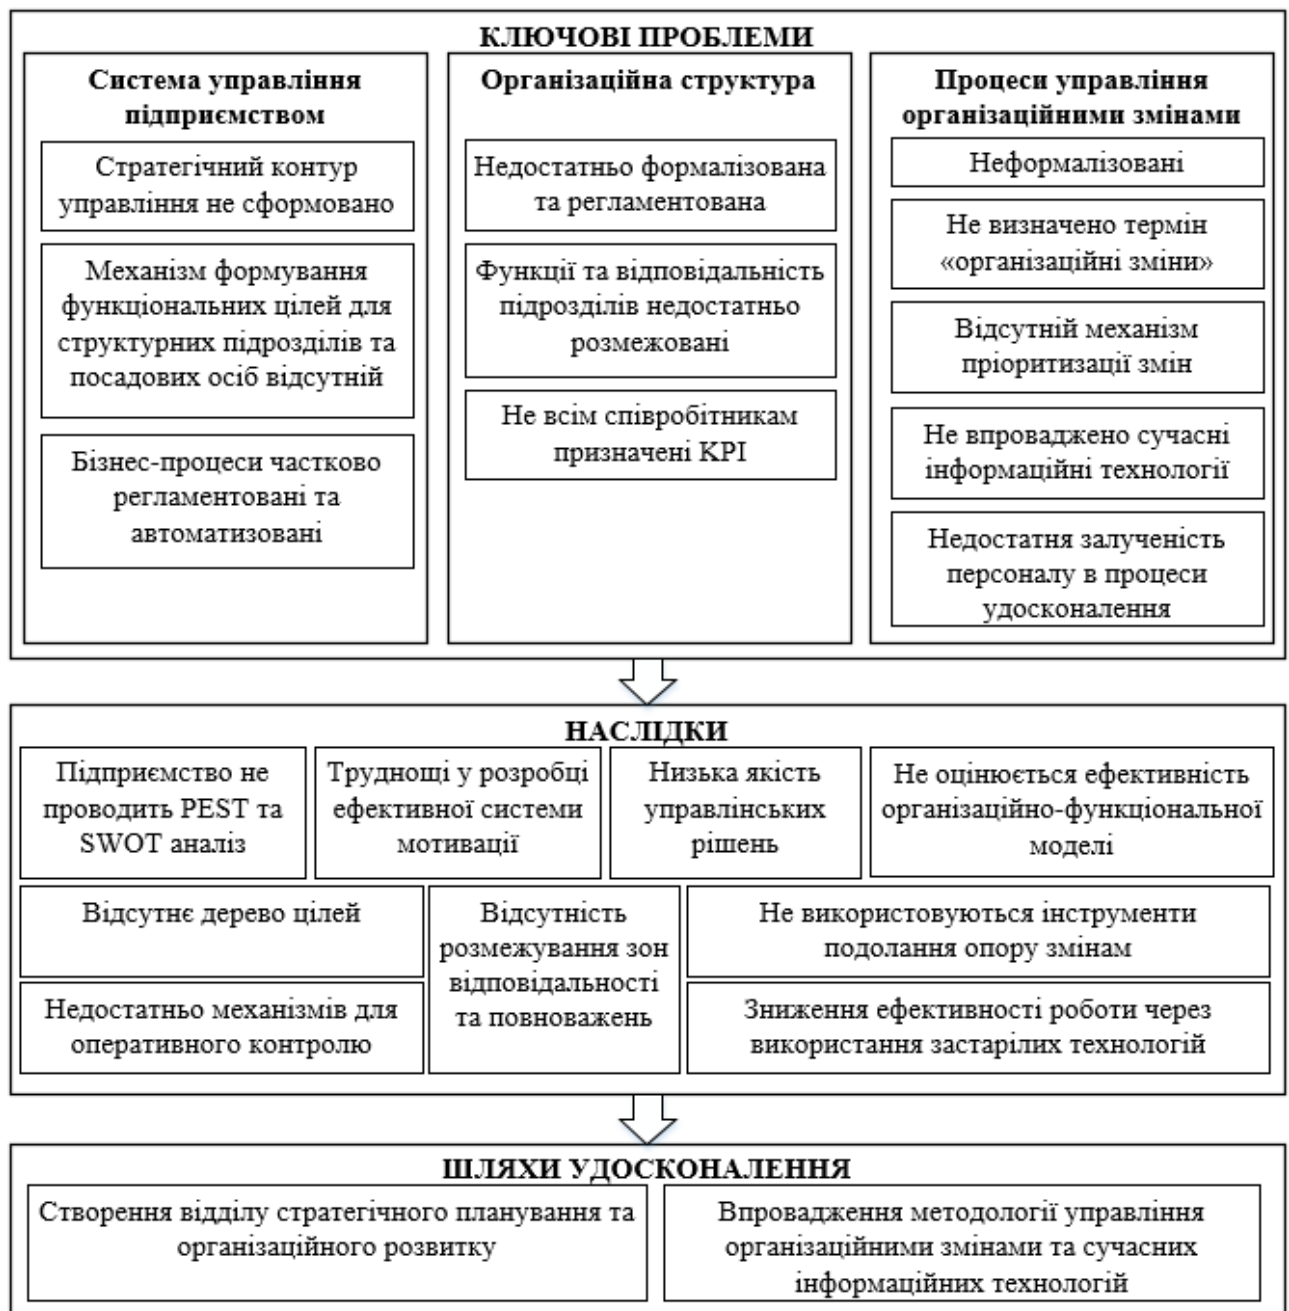 КЛЮЧОВІ ПРОБЛЕМИ
Система управління
підприємством
Стратегічний контур
управління не сформовано
Механізм формування
функціональних цілей для
структурних підрозділів та
посадових осіб відсутній
Бізнес-процеси частково
регламентовані та
автоматизовані
Організаційна структура
Недостатньо формалізована
та регламентована
Функції та відповідальність
підрозділів недостатньо
розмежовані
Не всім співробітникам
призначені KPI
Процеси управління
організаційними змінами
Неформалізовані
Не визначено термін
«організаційні зміни»
Відсутній механізм
пріоритизації змін
Не впроваджено сучасні
інформаційні технології
Недостатня залученість
персоналу в процеси
удосконалення
НАСЛІДКИ
Підприємство не
проводить PEST та
SWOT аналіз
Труднощі у розробці
ефективної системи
мотивації
Низька якість
управлінських
рішень
Не оцінюється ефективність
організаційно-функціональної
моделі
Відсутнє дерево цілей
Недостатньо механізмів для
оперативного контролю
Відсутність
розмежування зон
відповідальності
та повноважень
Не використовуються інструменти
подолання опору змінам
Зниження ефективності роботи через
використання застарілих технологій
ШЛЯХИ УДОСКОНАЛЕННЯ
Створення відділу стратегічного планування та
організаційного розвитку
Впровадження методології управління
організаційними змінами та сучасних
інформаційних технологій